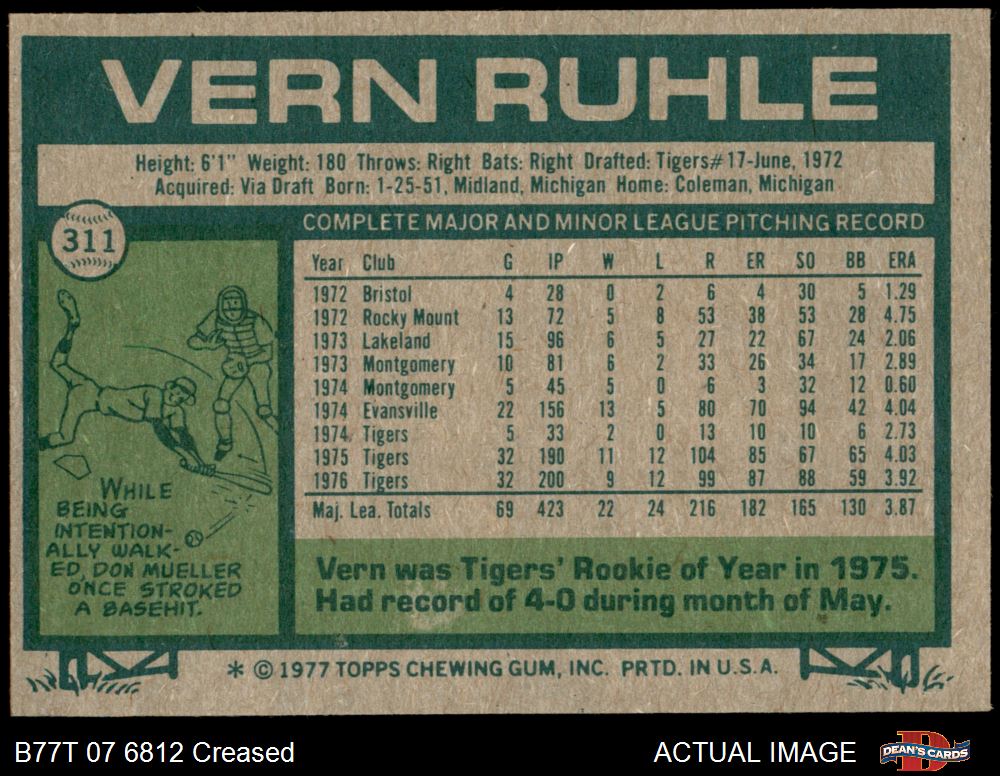 VERN RUHLE
Height: 6'1" Weight: 180 Throws: Right Bats: Right Drafted: Tigers#17-June, 1972
Acquired: Via Draft Born: 1-25-51, Midland, Michigan Home: Coleman, Michigan
311
COMPLETE MAJOR AND MINOR LEAGUE PITCHING RECORD
Year Club G IP W L R ER SO BB ERA
1972 Bristol 4 28 0 2 6 4 30 5 1.29
1972 Rocky Mount 13 72 5 8 53 38 53 28 4.75
1973 Lakeland 15 96 6 5 27 22 67 24 2.06
1973 Montgomery 10 81 6 2 33 26 34 17 2.89
1974 Montgomery 5 45 5 0 6 3 32 12 0.60
1974 Evansville 22 156 13 5 80 70 94 42 4.04
1974 Tigers 5 33 2 0 13 10 10 6 2.73
1975 Tigers 32 190 11 12 104 85 67 65 4.03
1976 Tigers 32 200 9 12 99 87 88 59 3.92
Maj. Lea. Totals 69 423 22 24 216 182 165 130 3.87
WHILE
BEING
INTENTION-
ALLY WALK-
ED, DON MUELLER
ONCE STROKED
A BASEHIT.
Vern was Tigers' Rookie of Year in 1975.
Had record of 4-0 during month of May.
* © 1977 TOPPS CHEWING GUM, INC. PRTD. IN U.S.A.
B77T 07 6812 Creased
ACTUAL IMAGE
D
DEAN'S CARDS